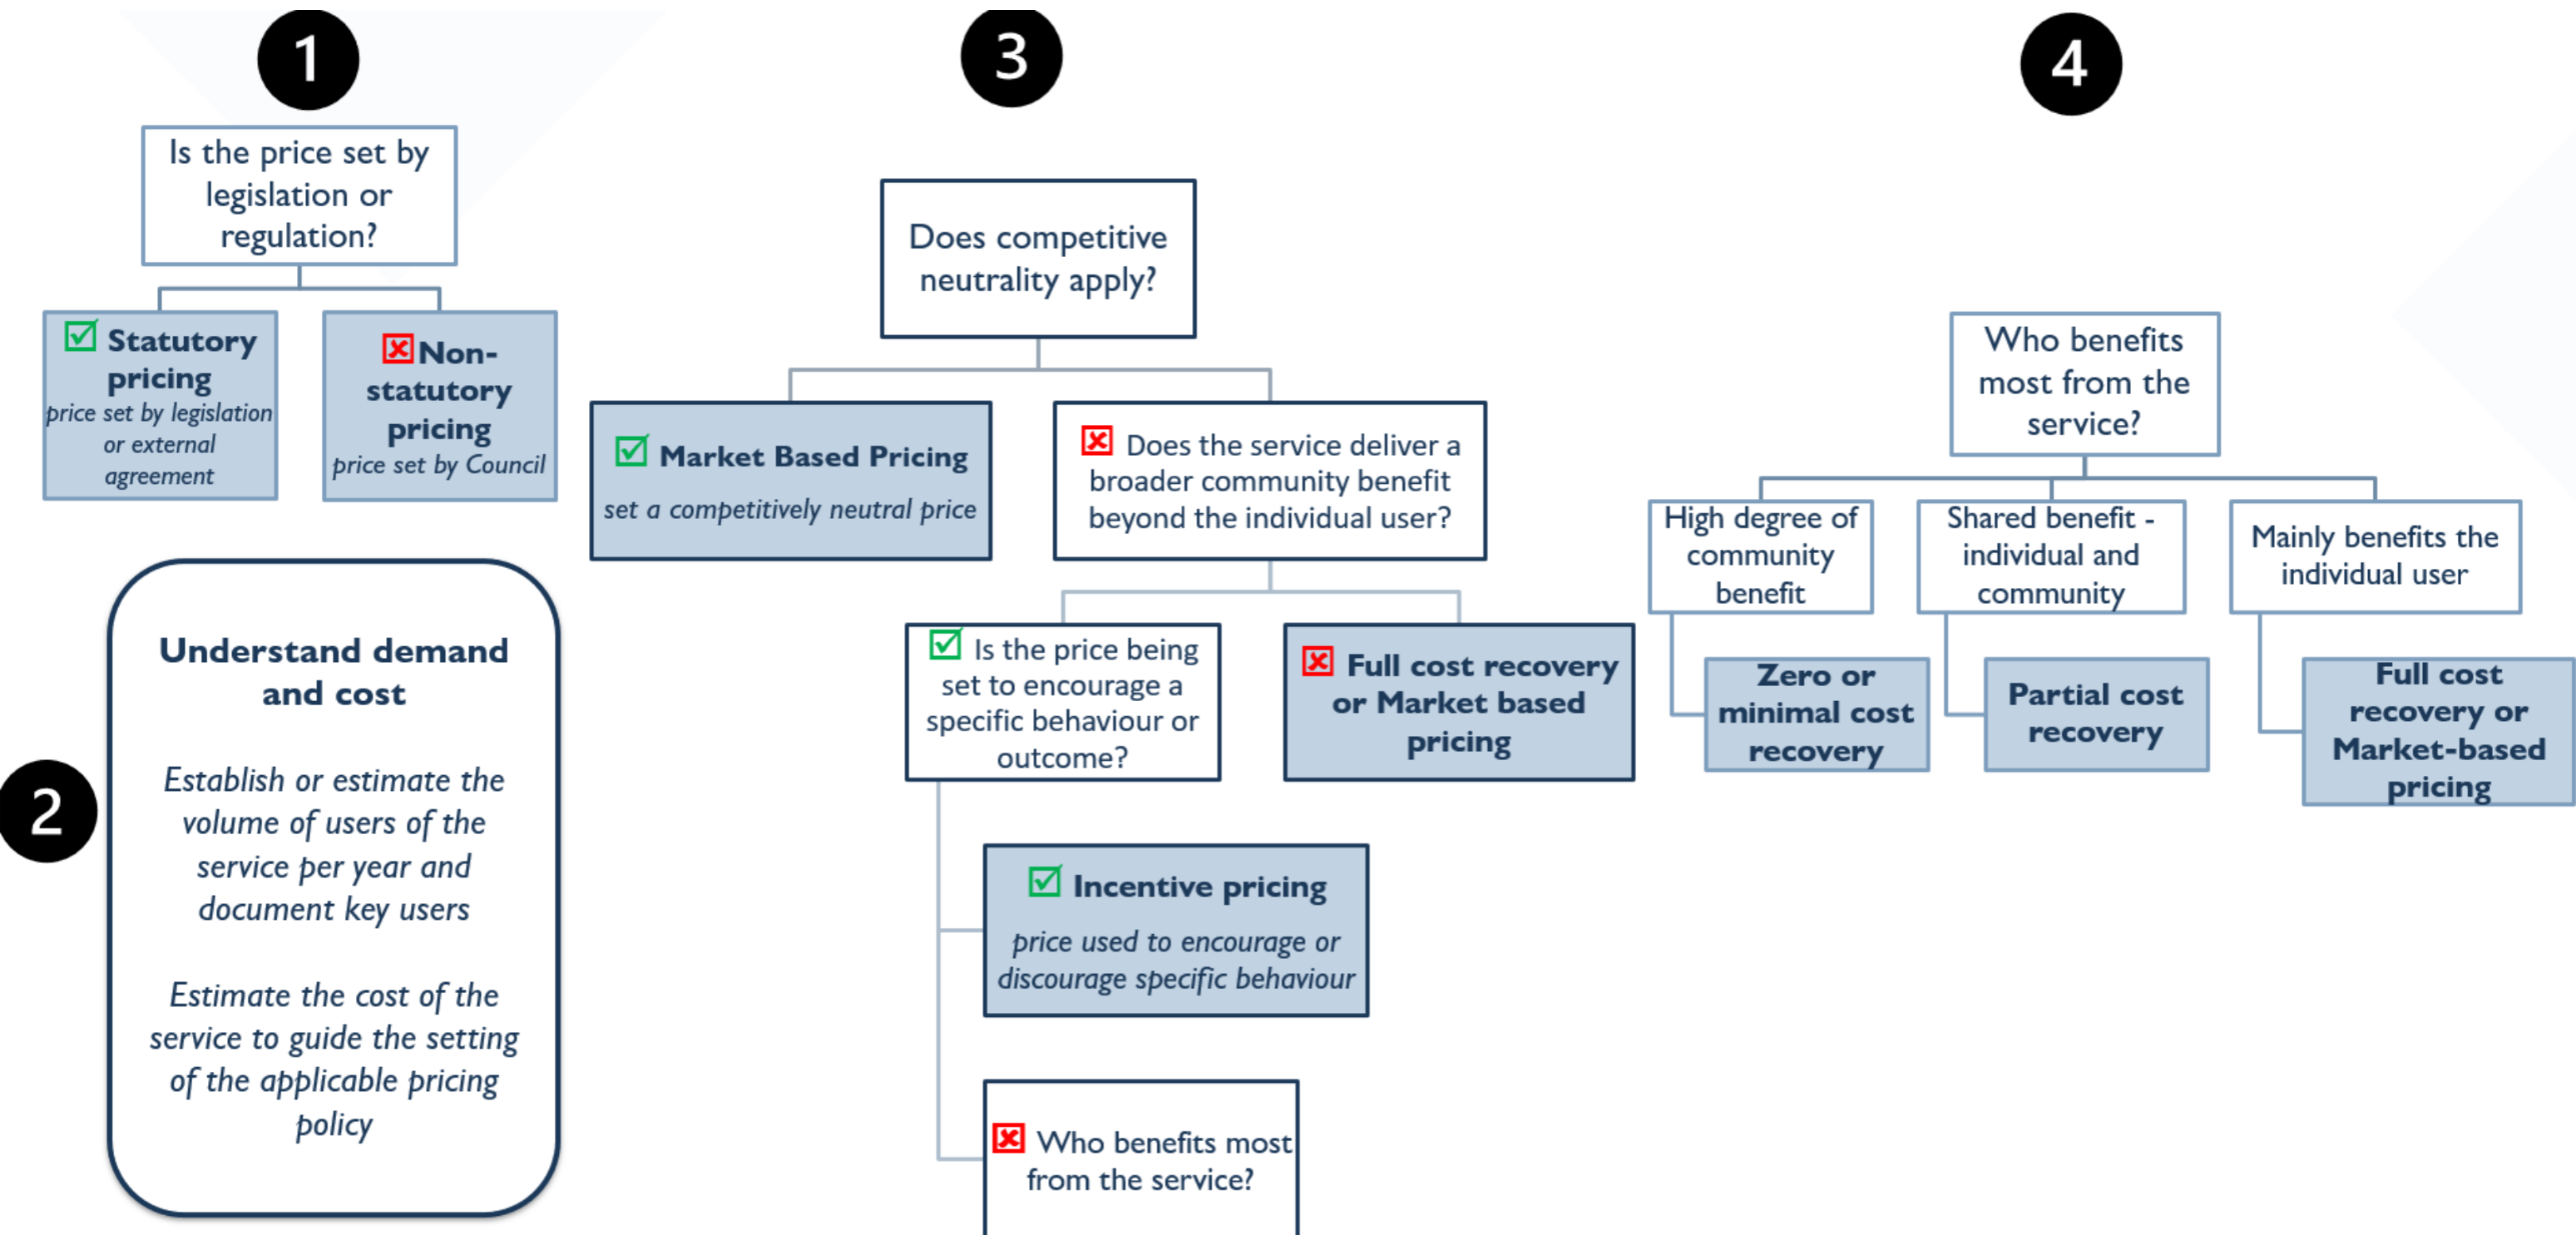 1
Is the price set by
legislation or
regulation?
Statutory
pricing
price set by legislation
or external
agreement
Non-
statutory
pricing
price set by Council
2
Understand demand
and cost
Establish or estimate the
volume of users of the
service per year and
document key users
Estimate the cost of the
service to guide the setting
of the applicable pricing
policy
3
Does competitive
neutrality apply?
Market Based Pricing
set a competitively neutral price
Does the service deliver a
broader community benefit
beyond the individual user?
Is the price being
set to encourage a
specific behaviour or
outcome?
Full cost recovery
or Market based
pricing
Incentive pricing
price used to encourage or
discourage specific behaviour
Who benefits most
from the service?
4
Who benefits
most from the
service?
High degree of
community
benefit
Zero or
minimal cost
recovery
Shared benefit -
individual and
community
Partial cost
recovery
Mainly benefits the
individual user
Full cost
recovery or
Market-based
pricing